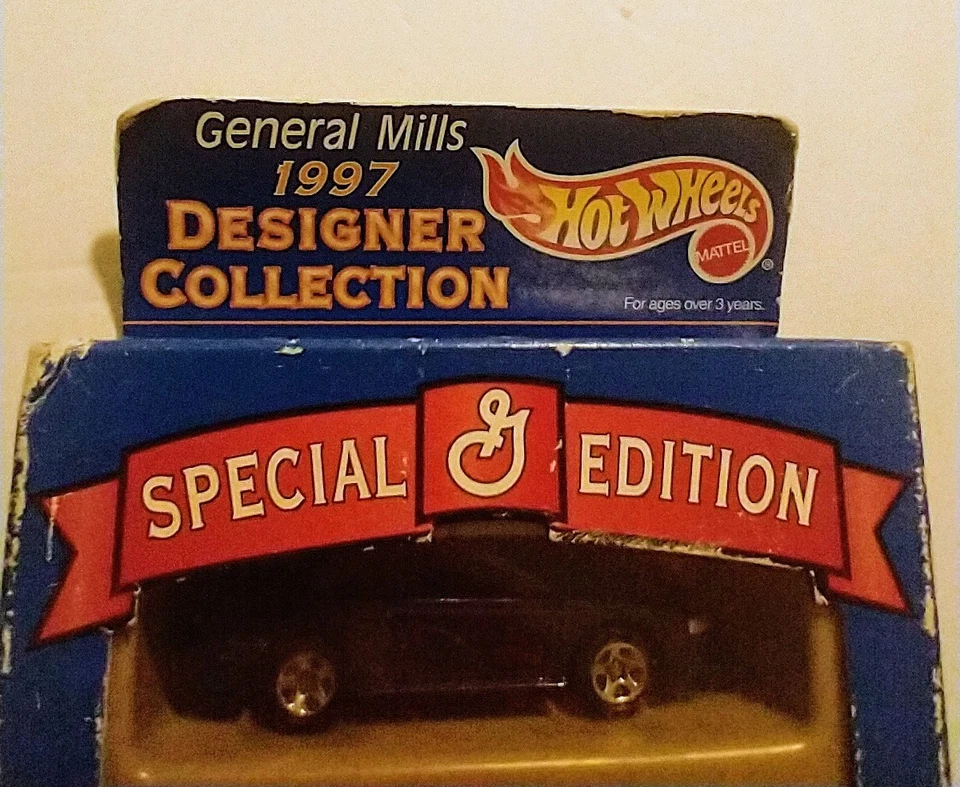 General Mills
1997
DESIGNER
COLLECTION
HOT WHEELS
MATTEL
®
For ages over 3 years.
SPECIAL G EDITION